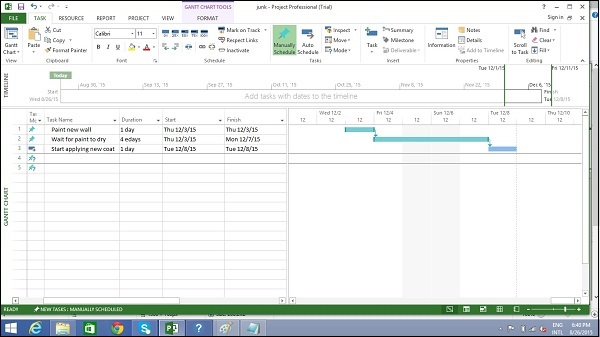 GANTT CHART TOOLS
junk - Project Professional (Trial)
FILE TASK RESOURCE REPORT PROJECT VIEW FORMAT
Sign in
Gantt Chart
Paste
Cut
Copy
Format Painter
Calibri 11
B I U
Mark on Track
Respect Links
Inactivate
Manually Schedule
Auto Schedule
Inspect
Move
Mode
Task
Summary
Milestone
Deliverable
Information
Notes
Details
Add to Timeline
Scroll to Task
Find
Clear
Fill
View Clipboard Font Schedule Tasks Insert Properties Editing
TIMELINE
Tue 12/1/15 Fri 12/11/15
Today
Aug 30, '15 Sep 13, '15 Sep 27, '15 Oct 11, '15 Oct 25, '15 Nov 8, '15 Nov 22, '15 Dec 6, '15
Start
Wed 8/26/15
Add tasks with dates to the timeline
Finish
Tue 12/8/15
Task Mode Task Name Duration Start Finish
Wed 12/2 Fri 12/4 Sun 12/6 Tue 12/8 Thu 12/10
12 12 12 12 12 12 12 12 12
1 Paint new wall 1 day Thu 12/3/15 Thu 12/3/15
2 Wait for paint to dry 4 edays Thu 12/3/15 Mon 12/7/15
3 Start applying new coat 1 day Tue 12/8/15 Tue 12/8/15
4
5
GANTT CHART
READY NEW TASKS : MANUALLY SCHEDULED
ENG
INTL
6:40 PM
8/26/2015